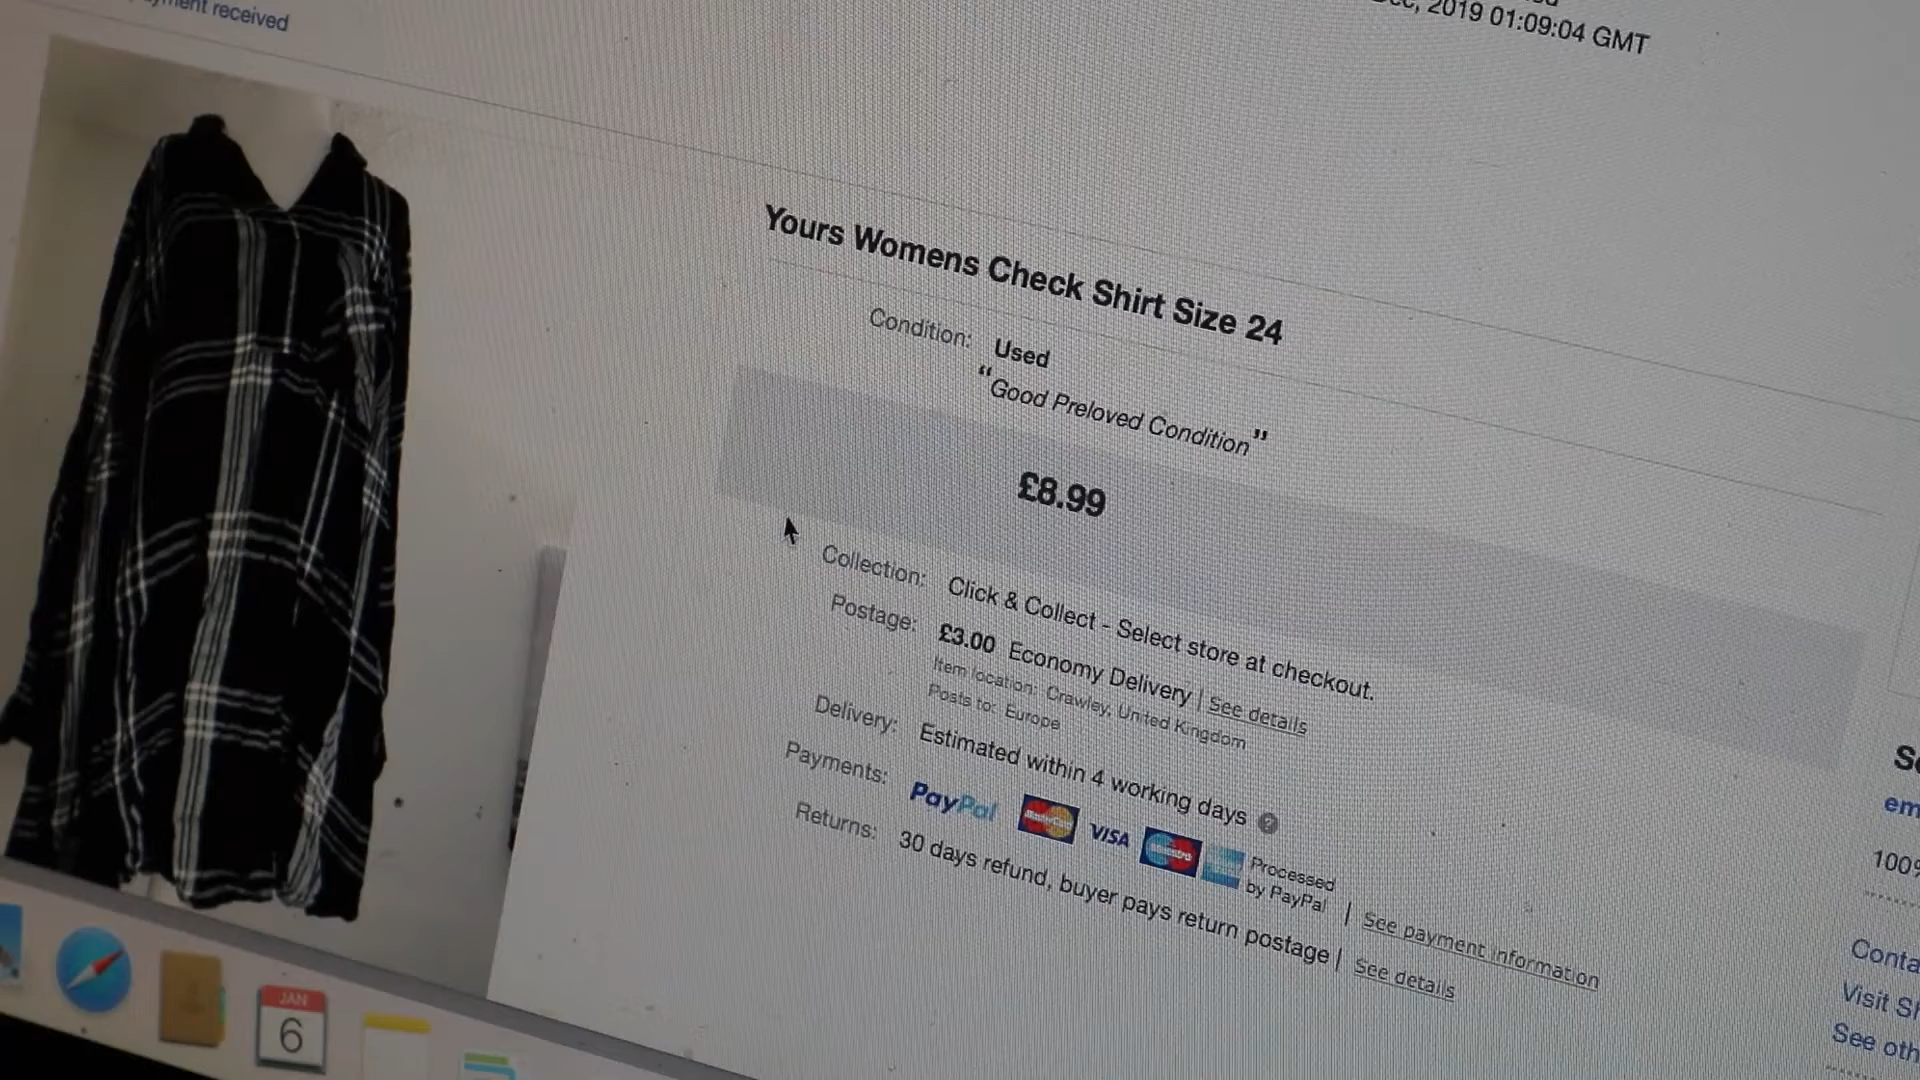 received
2019 01:09:04 GMT
Yours Womens Check Shirt Size 24
Condition: Used
“Good Preloved Condition”
£8.99
Collection: Click & Collect - Select store at checkout.
Postage: £3.00 Economy Delivery | See details
Item location: Crawley, United Kingdom
Posts to: Europe
Delivery: Estimated within 4 working days ?
Payments: PayPal MasterCard VISA Maestro Processed by PayPal | See payment information
Returns: 30 days refund, buyer pays return postage | See details
100%
Visit
See
JAN
6